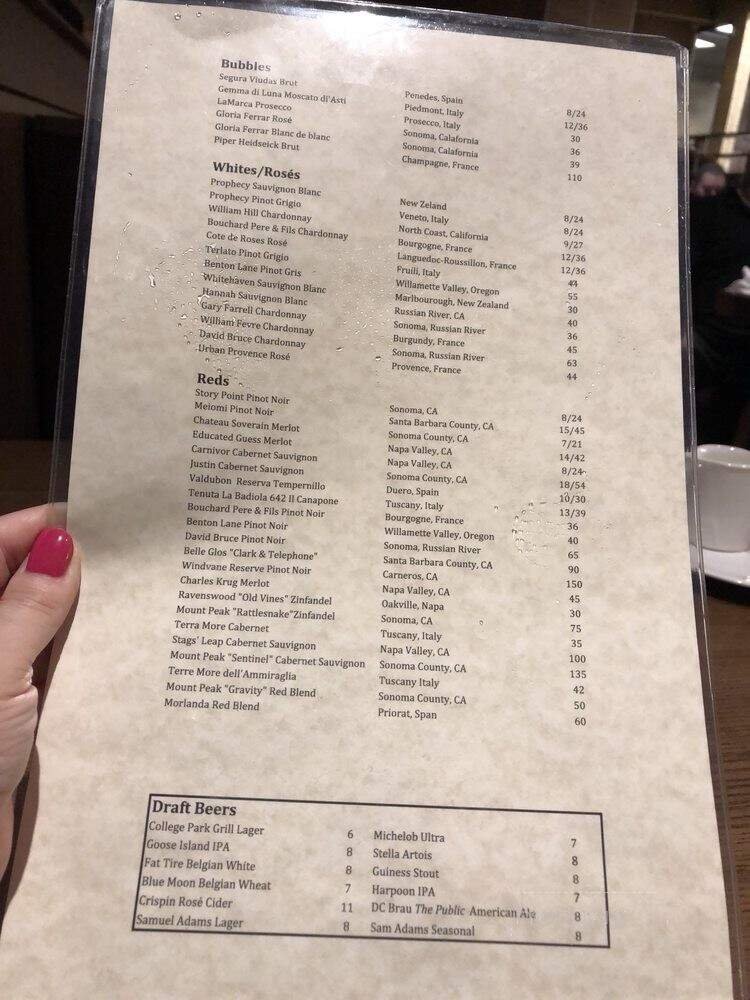 Bubbles
Segura Viudas Brut Penedes, Spain 8/24
Gemma di Luna Moscato di'Asti Piedmont, Italy 12/36
LaMarca Prosecco Prosecco, Italy 30
Gloria Ferrar Rosé Sonoma, Calafornia 36
Gloria Ferrar Blanc de blanc Sonoma, Calafornia 39
Piper Heidseick Brut Champagne, France 110
Whites/Rosés
Prophecy Sauvignon Blanc New Zeland 8/24
Prophecy Pinot Grigio Veneto, Italy 8/24
William Hill Chardonnay North Coast, California 9/27
Bouchard Pere & Fils Chardonnay Bourgogne, France 12/36
Cote de Roses Rosé Languedoc-Roussillon, France 12/36
Terlato Pinot Grigio Fruili, Italy 44
Benton Lane Pinot Gris Willamette Valley, Oregon 55
Whitehaven Sauvignon Blanc Marlbourough, New Zealand 30
Hannah Sauvignon Blanc Russian River, CA 40
Gary Farrell Chardonnay Sonoma, Russian River 36
William Fevre Chardonnay Burgundy, France 45
David Bruce Chardonnay Sonoma, Russian River 63
Urban Provence Rosé Provence, France 44
Reds
Story Point Pinot Noir Sonoma, CA 8/24
Meiomi Pinot Noir Santa Barbara County, CA 15/45
Chateau Soverain Merlot Sonoma County, CA 7/21
Educated Guess Merlot Napa Valley, CA 14/42
Carnivor Cabernet Sauvignon Napa Valley, CA 8/24
Justin Cabernet Sauvignon Sonoma County, CA 18/54
Valdubon Reserva Tempernillo Duero, Spain 10/30
Tenuta La Badiola 642 II Canapone Tuscany, Italy 13/39
Bouchard Pere & Fils Pinot Noir Bourgogne, France 36
Benton Lane Pinot Noir Willamette Valley, Oregon 40
David Bruce Pinot Noir Sonoma, Russian River 65
Belle Glos "Clark & Telephone" Santa Barbara County, CA 90
Windvane Reserve Pinot Noir Carneros, CA 150
Charles Krug Merlot Napa Valley, CA 45
Ravenswood "Old Vines" Zinfandel Oakville, Napa 30
Mount Peak "Rattlesnake"Zinfandel Sonoma, CA 75
Terra More Cabernet Tuscany, Italy 35
Stags' Leap Cabernet Sauvignon Napa Valley, CA 100
Mount Peak "Sentinel" Cabernet Sauvignon Sonoma County, CA 135
Terre More dell'Ammiraglia Tuscany Italy 42
Mount Peak "Gravity" Red Blend Sonoma County, CA 50
Morlanda Red Blend Priorat, Span 60
Draft Beers
College Park Grill Lager 6 Michelob Ultra 7
Goose Island IPA 8 Stella Artois 8
Fat Tire Belgian White 8 Guiness Stout 8
Blue Moon Belgian Wheat 7 Harpoon IPA 7
Crispin Rosé Cider 11 DC Brau The Public American Ale 8
Samuel Adams Lager 8 Sam Adams Seasonal 8